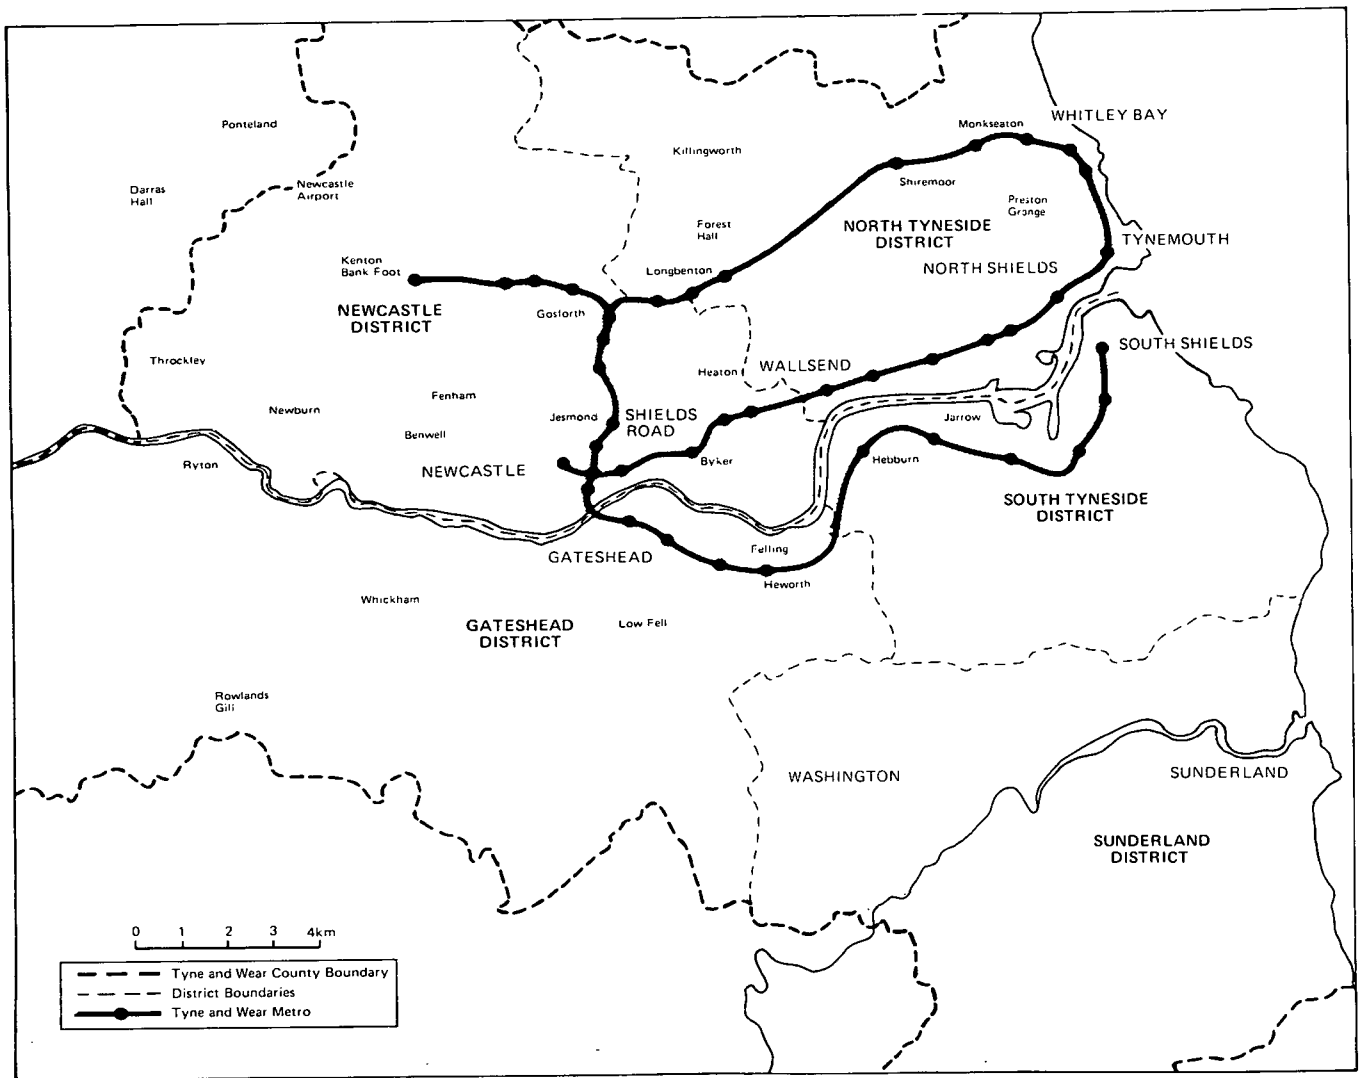 WHITLEY BAY
Monkseaton
Ponteland
Killingworth
Darras
Hall
Newcastle
Airport
Shiremoor
Preston
Grange
Forest
Hall
NORTH TYNESIDE
DISTRICT
TYNEMOUTH
Kenton
Bank Foot
Longbenton
NORTH SHIELDS
NEWCASTLE
DISTRICT
Gosforth
SOUTH SHIELDS
Throckley
Heaton
WALLSEND
Newburn
Fenham
Jesmond
SHIELDS
ROAD
Jarrow
Benwell
Ryton
NEWCASTLE
Byker
Hebburn
SOUTH TYNESIDE
DISTRICT
GATESHEAD
Felling
Heworth
Whickham
GATESHEAD
DISTRICT
Low Fell
Rowlands
Gill
WASHINGTON
SUNDERLAND
SUNDERLAND
DISTRICT
0 1 2 3 4km
Tyne and Wear County Boundary
District Boundaries
Tyne and Wear Metro